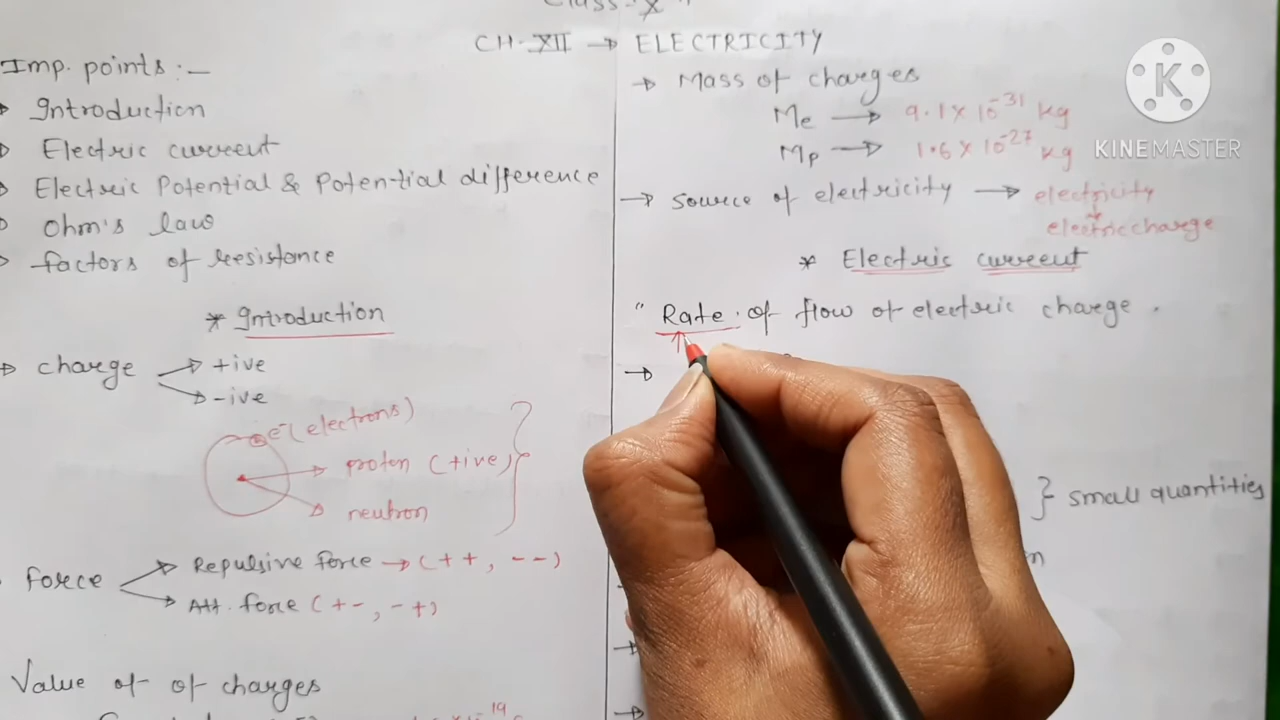 Class-X
CH-XII → ELECTRICITY
Imp. points :-
Introduction
Electric current
Electric Potential & Potential difference
Ohm's law
factors of resistance
* Introduction
charge → +ive
→ -ive
e⁻(electrons)
proton (+ive)
neutron
force → Repulsive force → (++, --)
→ Att. force (+-, -+)
Value of of charges
→ Mass of charges
Me → 9.1 × 10⁻³¹ kg
Mp → 1.6 × 10⁻²⁷ kg
→ source of electricity → electricity
electric charge
* Electric current
" Rate of flow of electric charge .
→
} small quantities
K
KINEMASTER